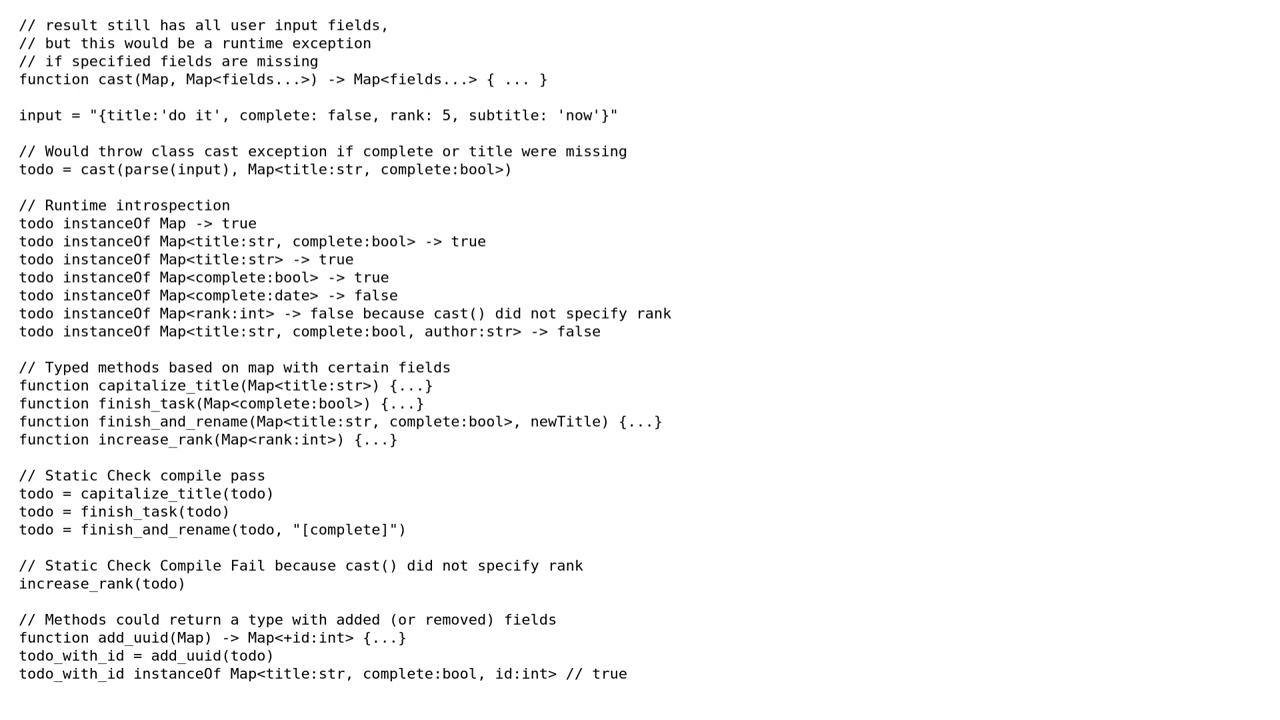 // result still has all user input fields,
// but this would be a runtime exception
// if specified fields are missing
function cast(Map, Map<fields...>) -> Map<fields...> { ... }

input = "{title:'do it', complete: false, rank: 5, subtitle: 'now'}"

// Would throw class cast exception if complete or title were missing
todo = cast(parse(input), Map<title:str, complete:bool>)

// Runtime introspection
todo instanceOf Map -> true
todo instanceOf Map<title:str, complete:bool> -> true
todo instanceOf Map<title:str> -> true
todo instanceOf Map<complete:bool> -> true
todo instanceOf Map<complete:date> -> false
todo instanceOf Map<rank:int> -> false because cast() did not specify rank
todo instanceOf Map<title:str, complete:bool, author:str> -> false

// Typed methods based on map with certain fields
function capitalize_title(Map<title:str>) {...}
function finish_task(Map<complete:bool>) {...}
function finish_and_rename(Map<title:str, complete:bool>, newTitle) {...}
function increase_rank(Map<rank:int>) {...}

// Static Check compile pass
todo = capitalize_title(todo)
todo = finish_task(todo)
todo = finish_and_rename(todo, "[complete]")

// Static Check Compile Fail because cast() did not specify rank
increase_rank(todo)

// Methods could return a type with added (or removed) fields
function add_uuid(Map) -> Map<+id:int> {...}
todo_with_id = add_uuid(todo)
todo_with_id instanceOf Map<title:str, complete:bool, id:int> // true